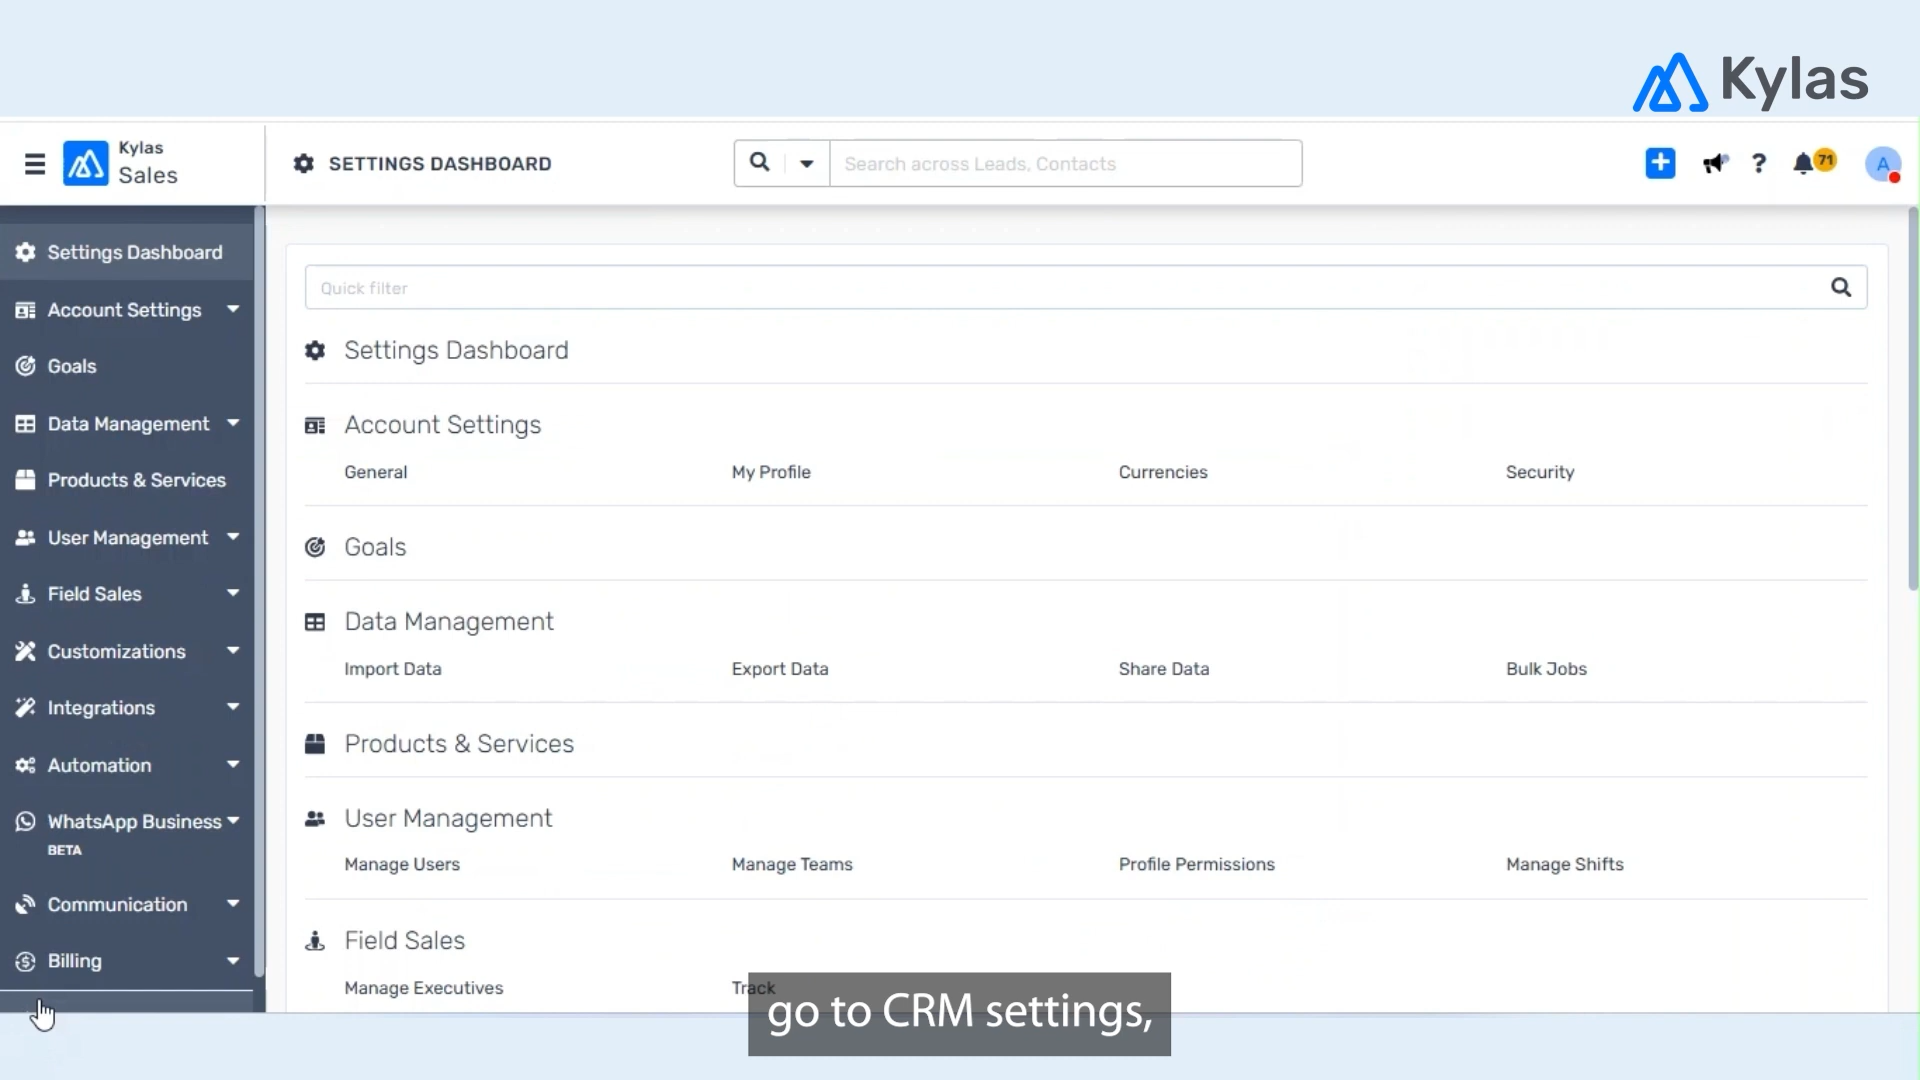 Kylas
Kylas
Sales
SETTINGS DASHBOARD
Search across Leads, Contacts
?
71
A
Settings Dashboard
Account Settings
Goals
Data Management
Products & Services
User Management
Field Sales
Customizations
Integrations
Automation
WhatsApp Business
BETA
Communication
Billing
Quick filter
Settings Dashboard
Account Settings
General My Profile Currencies Security
Goals
Data Management
Import Data Export Data Share Data Bulk Jobs
Products & Services
User Management
Manage Users Manage Teams Profile Permissions Manage Shifts
Field Sales
Manage Executives Track
go to CRM settings,